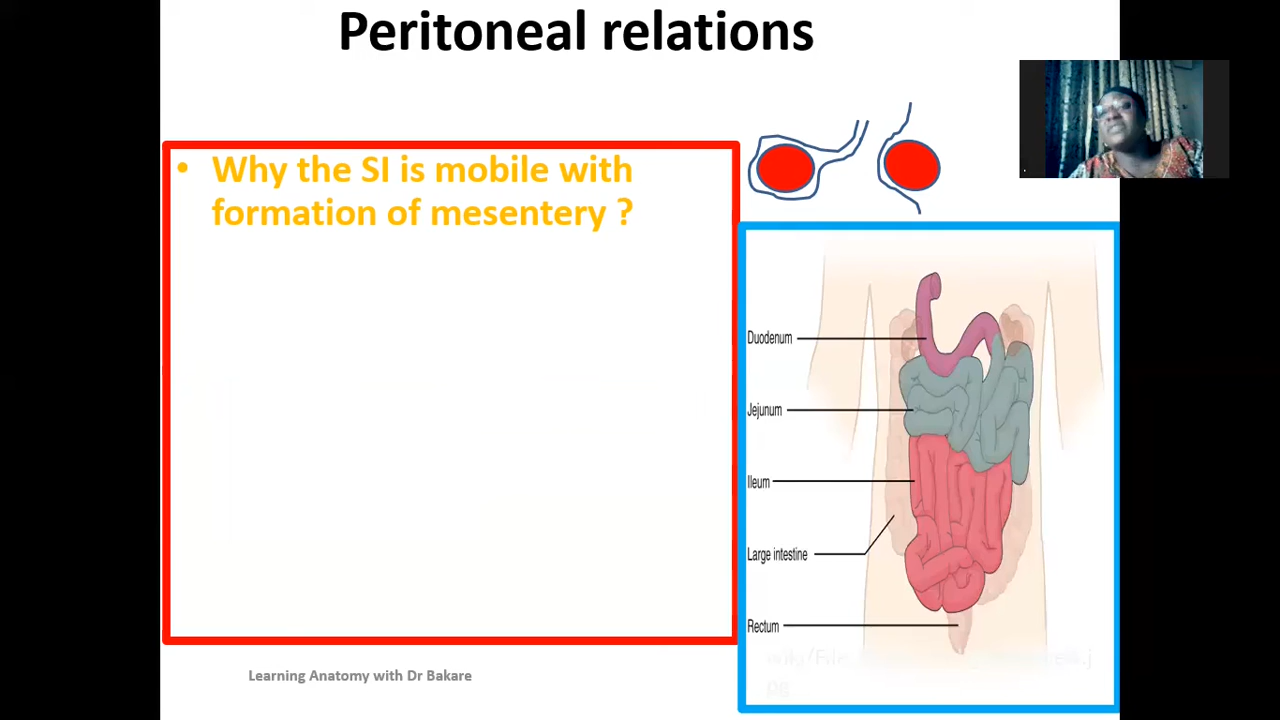 Peritoneal relations
• Why the SI is mobile with
formation of mesentery ?
Duodenum
Jejunum
Ileum
Large intestine
Rectum
Learning Anatomy with Dr Bakare